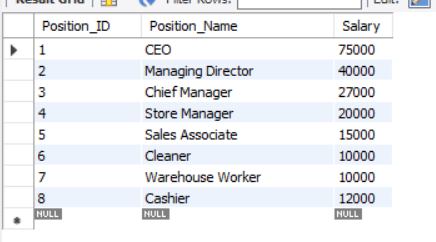 Result Grid Filter Rows: Edit:
Position_ID Position_Name Salary
1 CEO 75000
2 Managing Director 40000
3 Chief Manager 27000
4 Store Manager 20000
5 Sales Associate 15000
6 Cleaner 10000
7 Warehouse Worker 10000
8 Cashier 12000
NULL NULL NULL